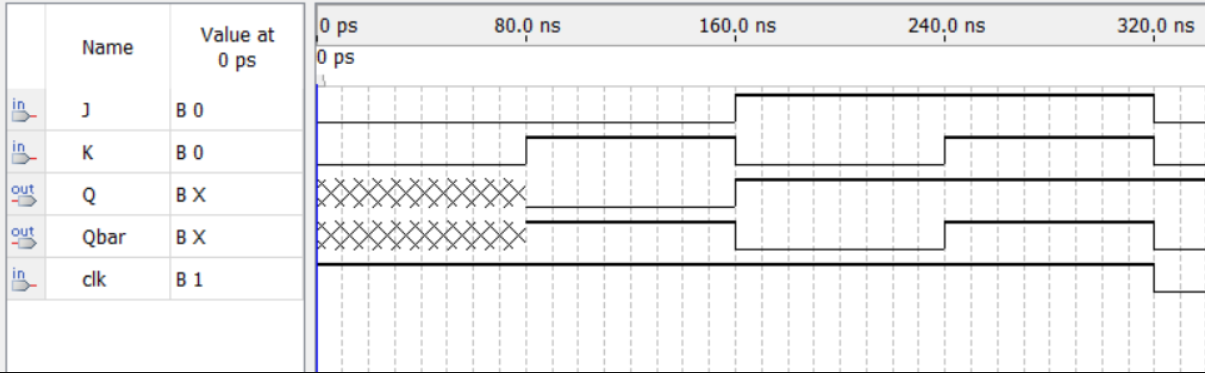 Name Value at 0 ps
0 ps 80.0 ns 160.0 ns 240.0 ns 320.0 ns
0 ps
in J B 0
in K B 0
out Q B X
out Qbar B X
in clk B 1